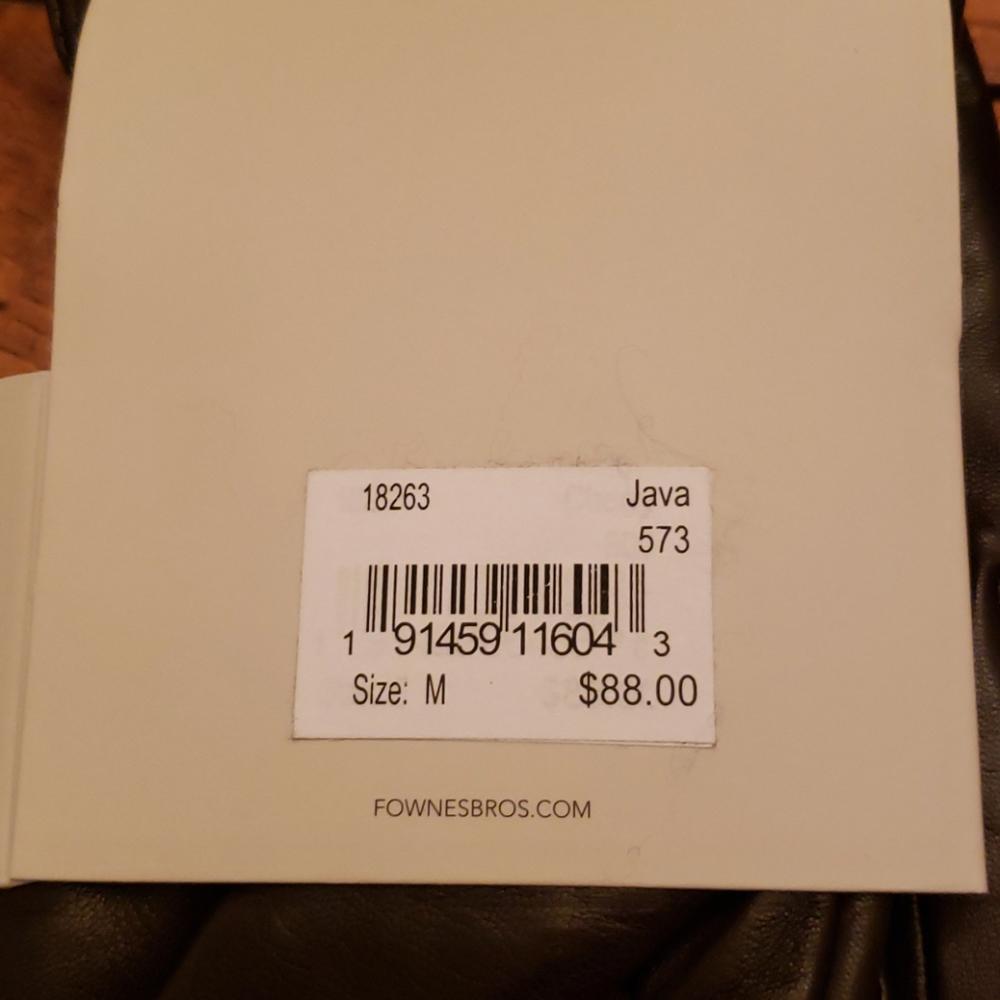 18263 Java
573
1 91459 11604 3
Size: M $88.00
FOWNESBROS.COM